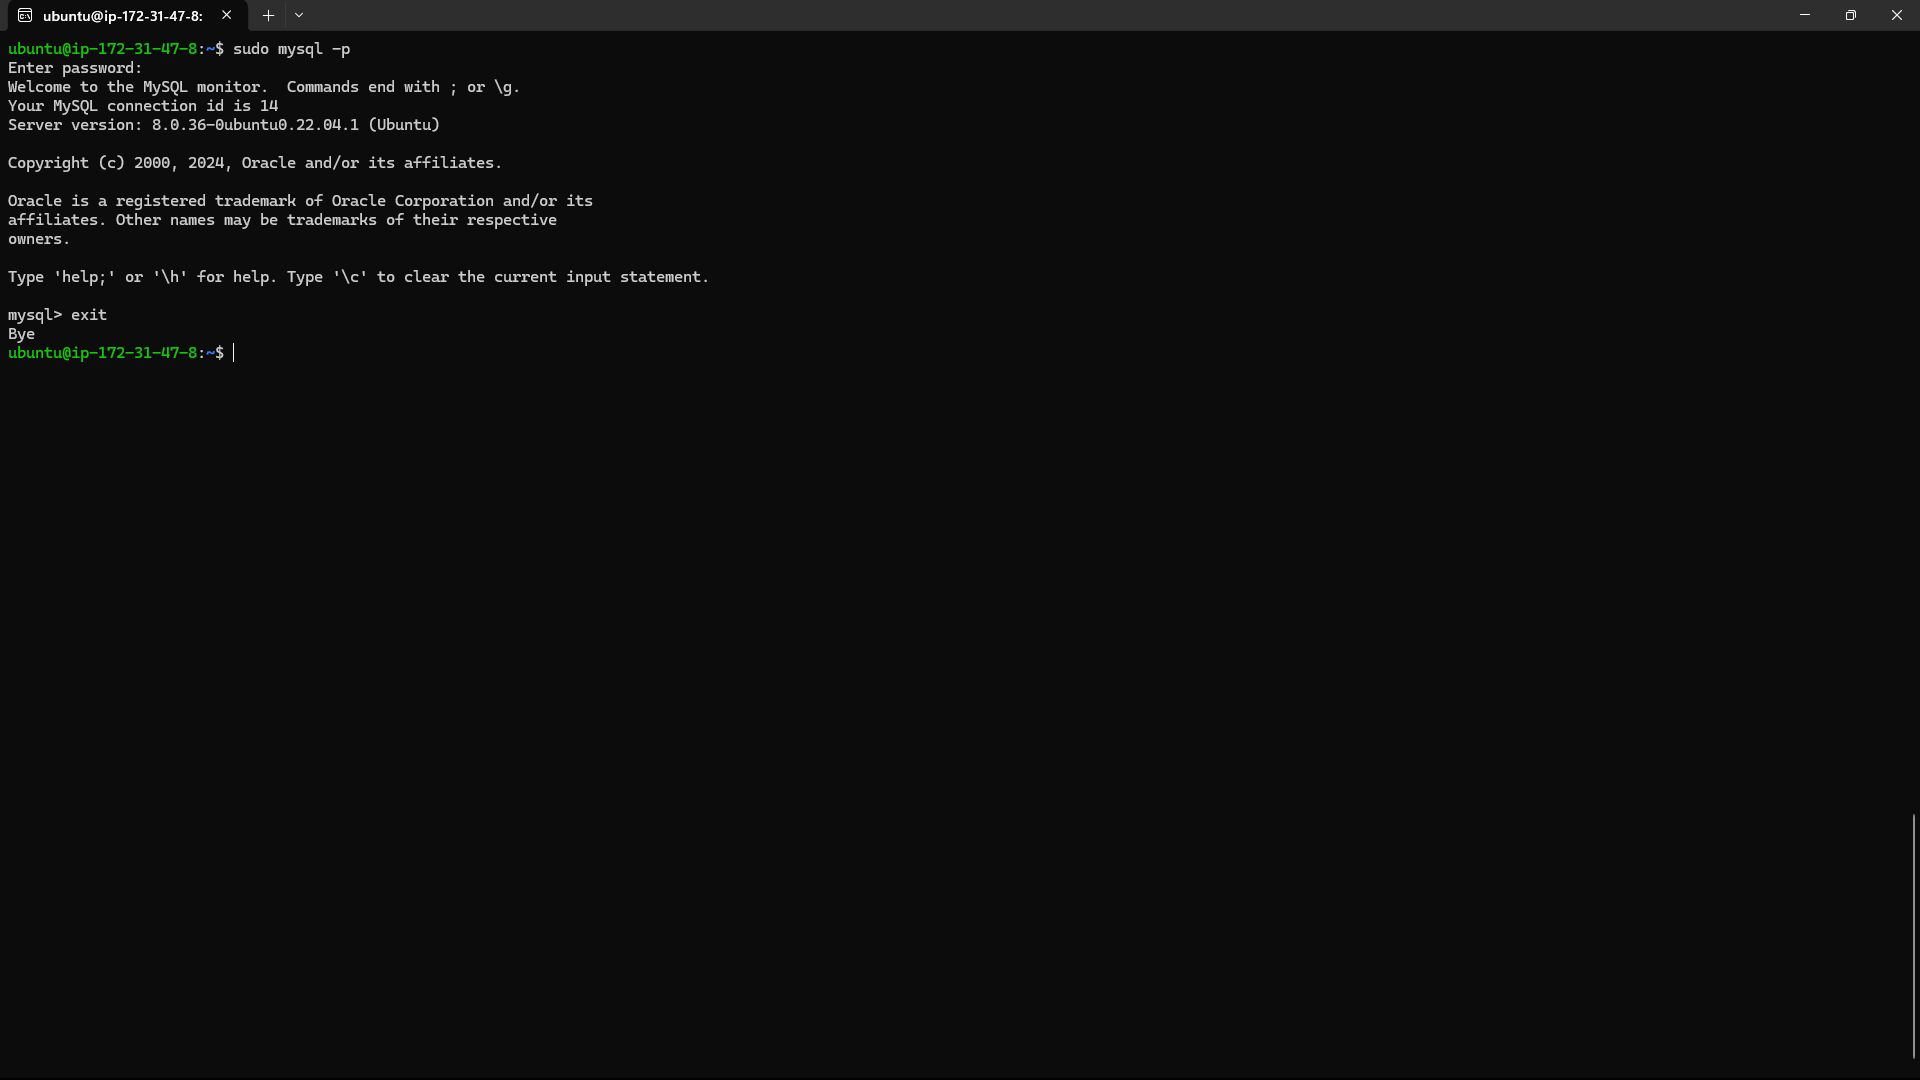 ubuntu@ip-172-31-47-8:
ubuntu@ip-172-31-47-8:~$ sudo mysql -p
Enter password:
Welcome to the MySQL monitor.  Commands end with ; or \g.
Your MySQL connection id is 14
Server version: 8.0.36-0ubuntu0.22.04.1 (Ubuntu)
Copyright (c) 2000, 2024, Oracle and/or its affiliates.
Oracle is a registered trademark of Oracle Corporation and/or its
affiliates. Other names may be trademarks of their respective
owners.
Type 'help;' or '\h' for help. Type '\c' to clear the current input statement.
mysql> exit
Bye
ubuntu@ip-172-31-47-8:~$